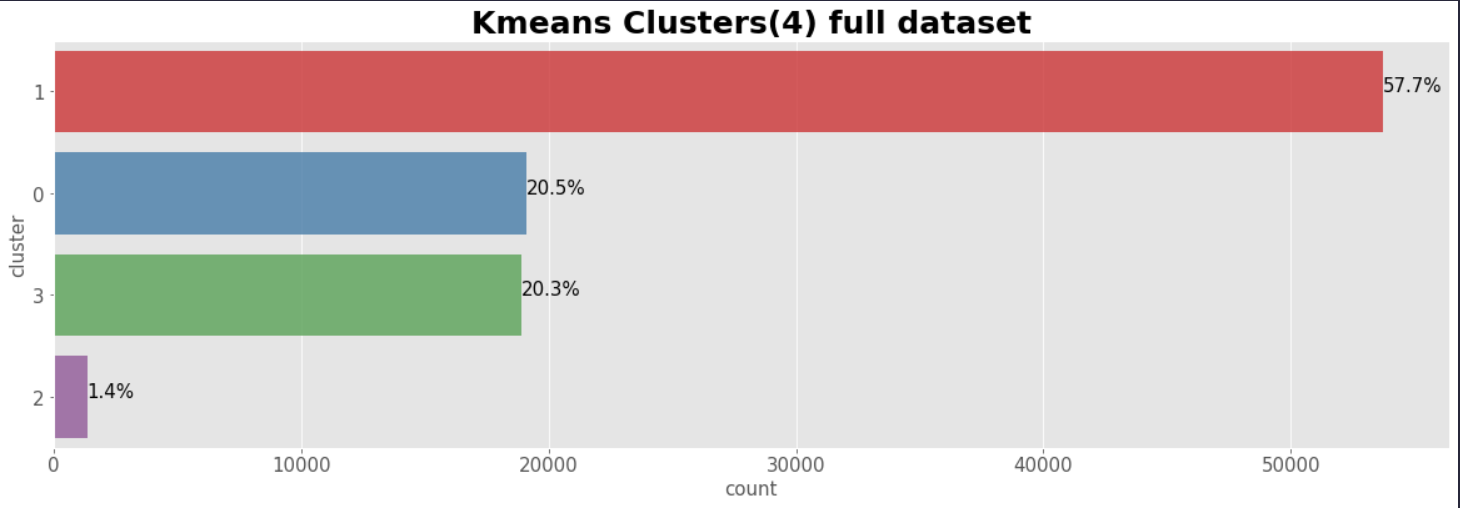 Kmeans Clusters(4) full dataset
1
57.7%
0
20.5%
cluster
3
20.3%
2
1.4%
0 10000 20000 30000 40000 50000
count